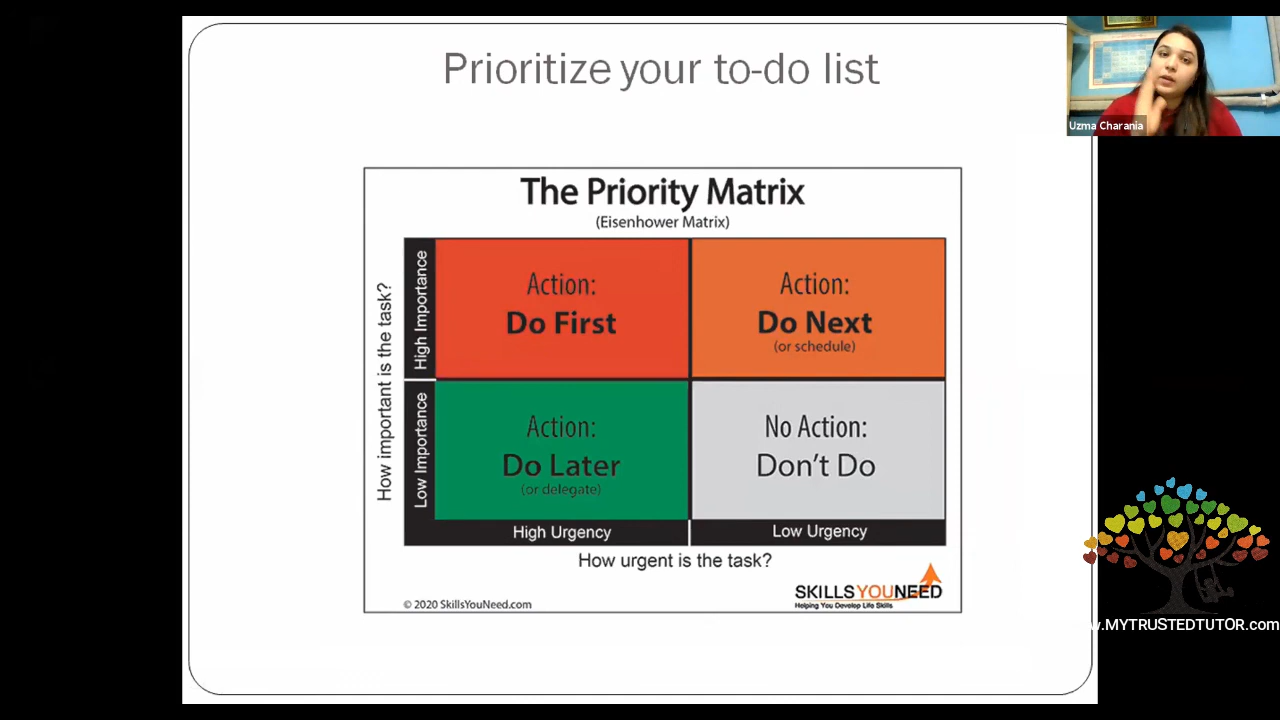 Prioritize your to-do list
Uzma Charania
The Priority Matrix
(Eisenhower Matrix)
How important is the task?
High Importance
Action:
Do First
Action:
Do Next
(or schedule)
Low Importance
Action:
Do Later
(or delegate)
No Action:
Don't Do
High Urgency
Low Urgency
How urgent is the task?
SKILLSYOUNEED
Helping You Develop Life Skills
© 2020 SkillsYouNeed.com
w.MYTRUSTEDTUTOR.com